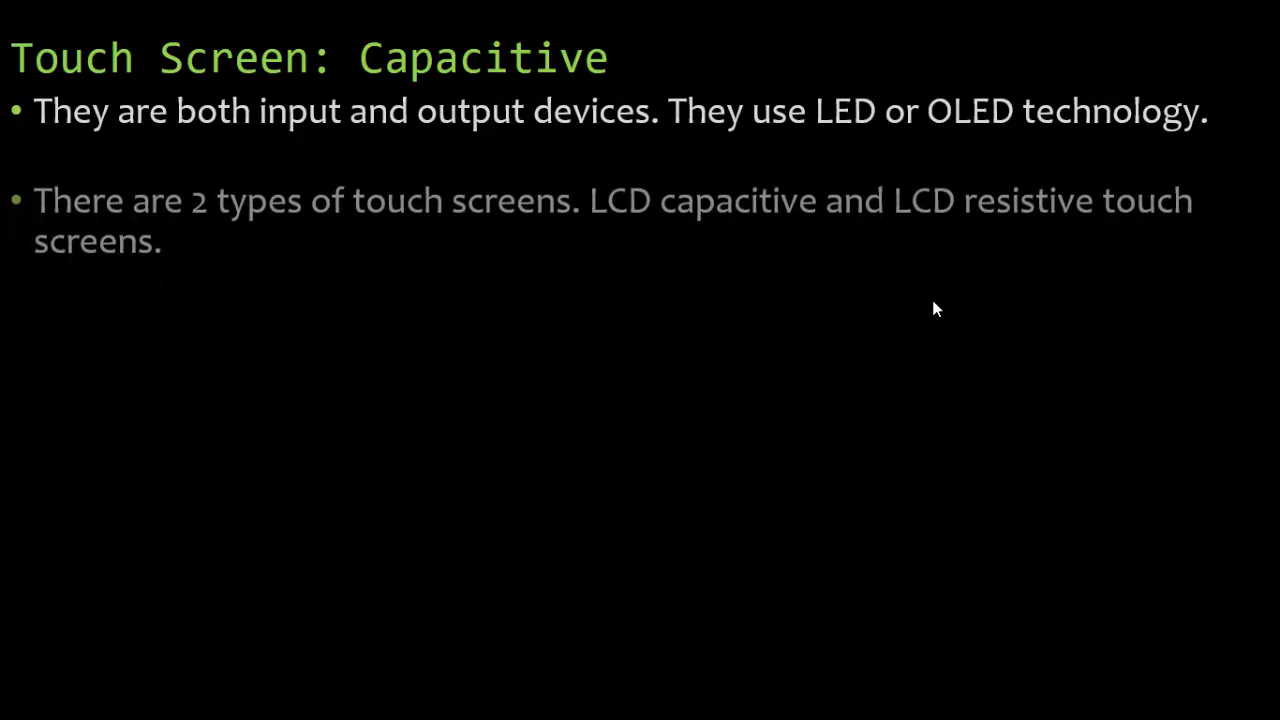 Touch Screen: Capacitive
• They are both input and output devices. They use LED or OLED technology.
• There are 2 types of touch screens. LCD capacitive and LCD resistive touch
screens.